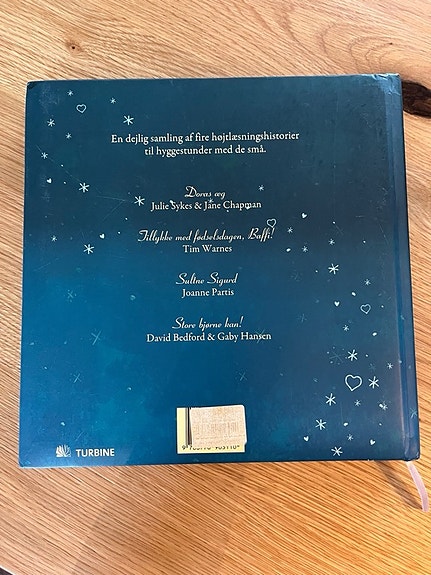 En dejlig samling af fire højtlæsningshistorier
til hyggestunder med de små.
Doras æg
Julie Sykes & Jane Chapman
Tillykke med fødselsdagen, Baffi!
Tim Warnes
Sultne Sigurd
Joanne Partis
Store bjørne kan!
David Bedford & Gaby Hansen
TURBINE